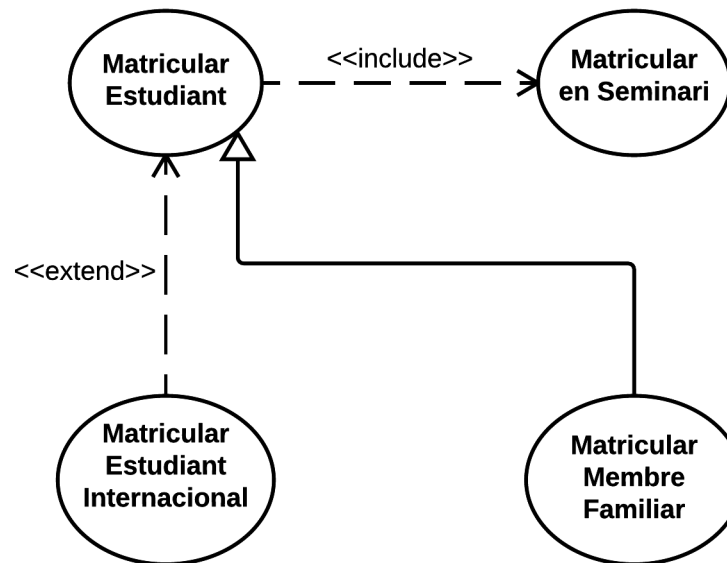 Matricular
Estudiant
<<include>>
Matricular
en Seminari
<<extend>>
Matricular
Estudiant
Internacional
Matricular
Membre
Familiar